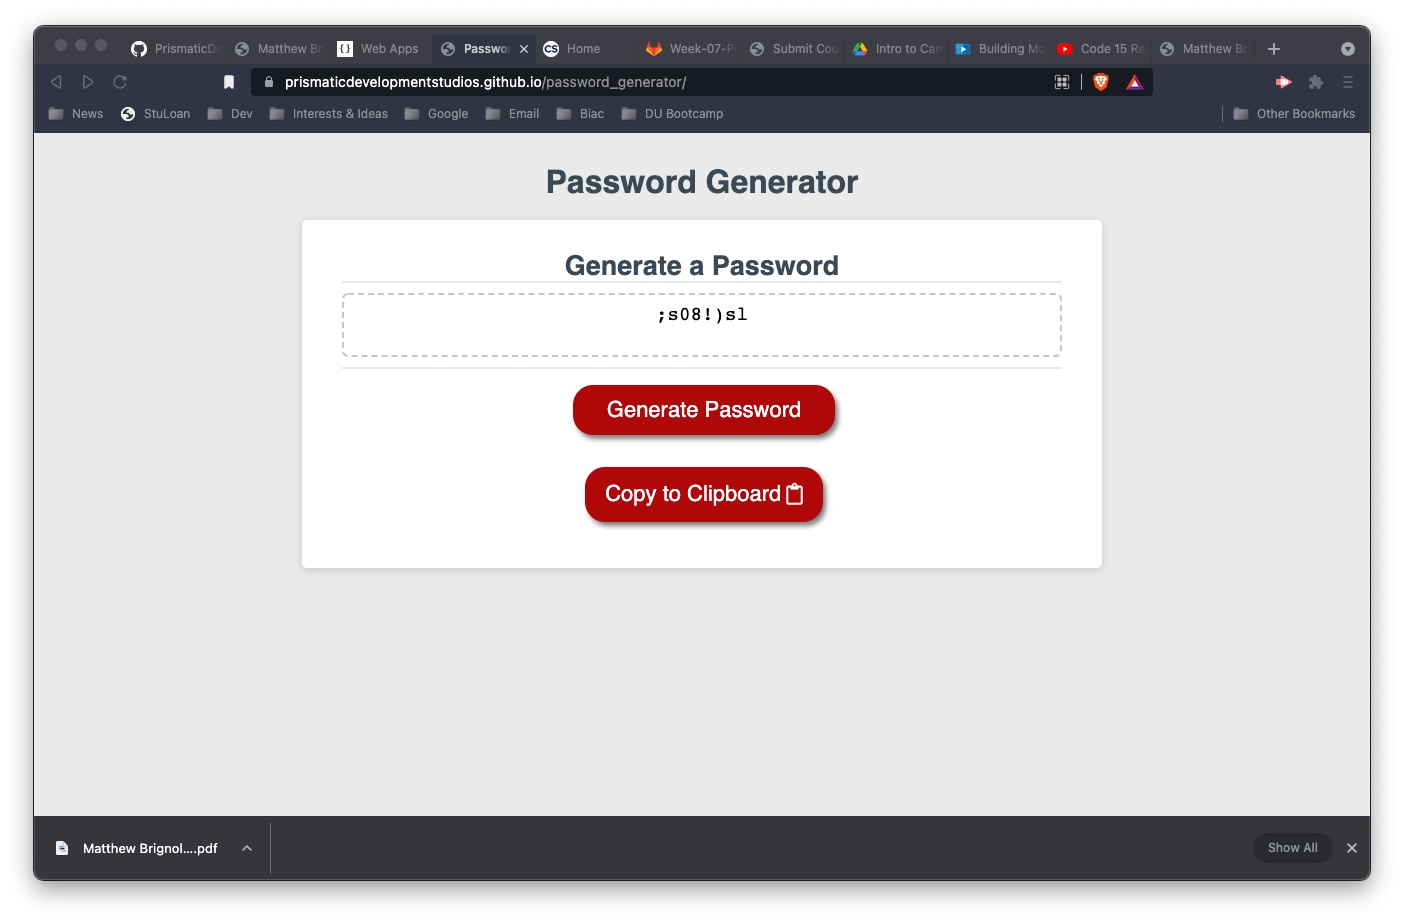 PrismaticDe Matthew Br Web Apps Passwor Home Week-07-P Submit Cou Intro to Can Building Mo Code 15 Re Matthew Br
prismaticdevelopmentstudios.github.io/password_generator/
News StuLoan Dev Interests & Ideas Google Email Biac DU Bootcamp Other Bookmarks
Password Generator
Generate a Password
;s08!)sl
Generate Password
Copy to Clipboard
Matthew Brignol....pdf Show All